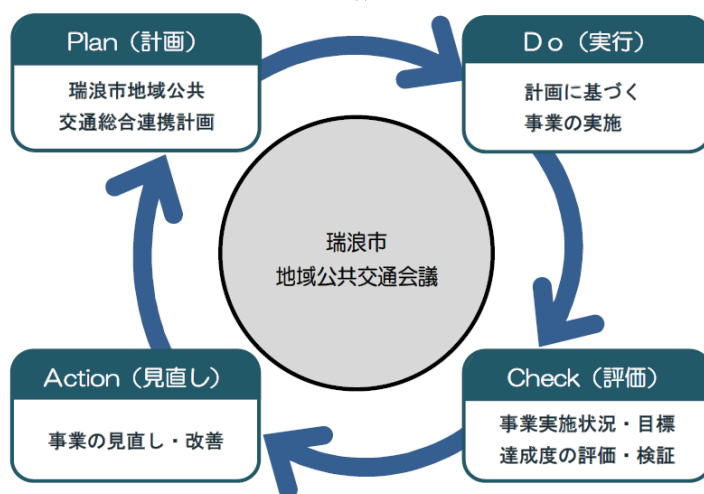 Plan（計画）
瑞浪市地域公共
交通総合連携計画
Do（実行）
計画に基づく
事業の実施
瑞浪市
地域公共交通会議
Action（見直し）
事業の見直し・改善
Check（評価）
事業実施状況・目標
達成度の評価・検証